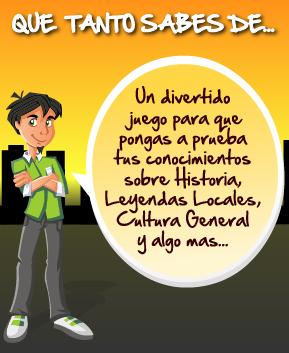 QUE TANTO SABES DE...
Un divertido
juego para que
pongas a prueba
tus conocimientos
sobre Historia,
Leyendas Locales,
Cultura General
y algo mas...